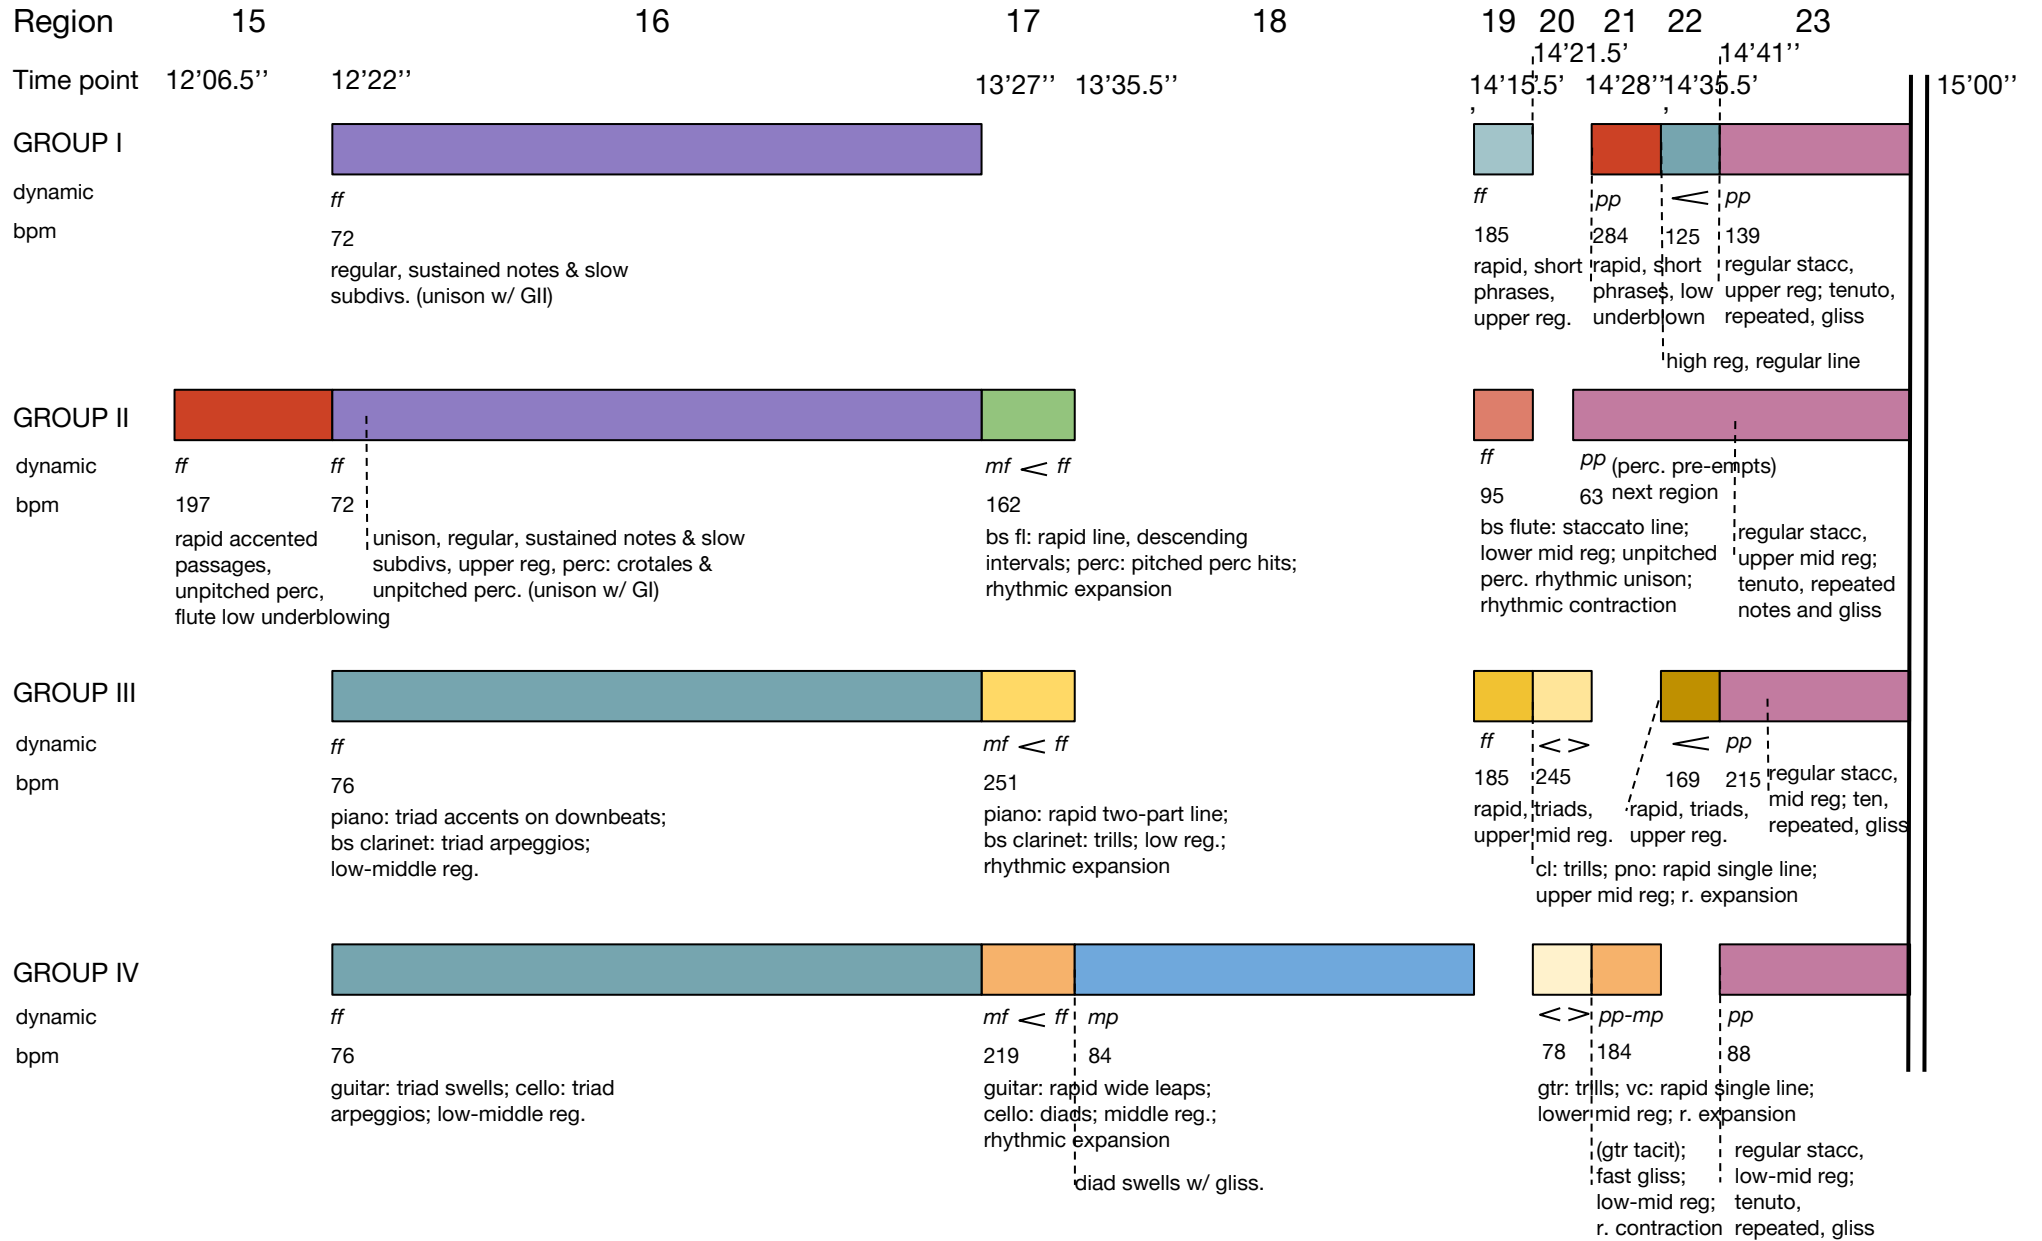 Region 15 16 17 18 19 20 21 22 23
14’21.5’ 14’41’’
Time point 12’06.5’’ 12’22’’ 13’27’’ 13’35.5’’ 14’15.5’ 14’28’’ 14’35.5’ 15’00’’
’ ’
GROUP I
dynamic ff ff pp < pp
bpm 72 185 284 125 139
regular, sustained notes & slow
subdivs. (unison w/ GII)
rapid, short
phrases,
upper reg.
rapid, short
phrases, low
underblown
regular stacc,
upper reg; tenuto,
repeated, gliss
high reg, regular line
GROUP II
dynamic ff ff mf < ff ff pp (perc. pre-empts)
next region
bpm 197 72 162 95 63
rapid accented
passages,
unpitched perc,
flute low underblowing
unison, regular, sustained notes & slow
subdivs, upper reg, perc: crotales &
unpitched perc. (unison w/ GI)
bs fl: rapid line, descending
intervals; perc: pitched perc hits;
rhythmic expansion
bs flute: staccato line;
lower mid reg; unpitched
perc. rhythmic unison;
rhythmic contraction
regular stacc,
upper mid reg;
tenuto, repeated
notes and gliss
GROUP III
dynamic ff mf < ff ff < > < pp
bpm 76 251 185 245 169 215
piano: triad accents on downbeats;
bs clarinet: triad arpeggios;
low-middle reg.
piano: rapid two-part line;
bs clarinet: trills; low reg.;
rhythmic expansion
rapid, triads,
upper mid reg.
cl: trills; pno: rapid single line;
upper mid reg; r. expansion
rapid, triads,
upper reg.
regular stacc,
mid reg; ten,
repeated, gliss
GROUP IV
dynamic ff mf < ff mp < > pp-mp pp
bpm 76 219 84 78 184 88
guitar: triad swells; cello: triad
arpeggios; low-middle reg.
guitar: rapid wide leaps;
cello: diads; middle reg.;
rhythmic expansion
diad swells w/ gliss.
gtr: trills; vc: rapid single line;
lower mid reg; r. expansion
(gtr tacit);
fast gliss;
low-mid reg;
r. contraction
regular stacc,
low-mid reg;
tenuto,
repeated, gliss